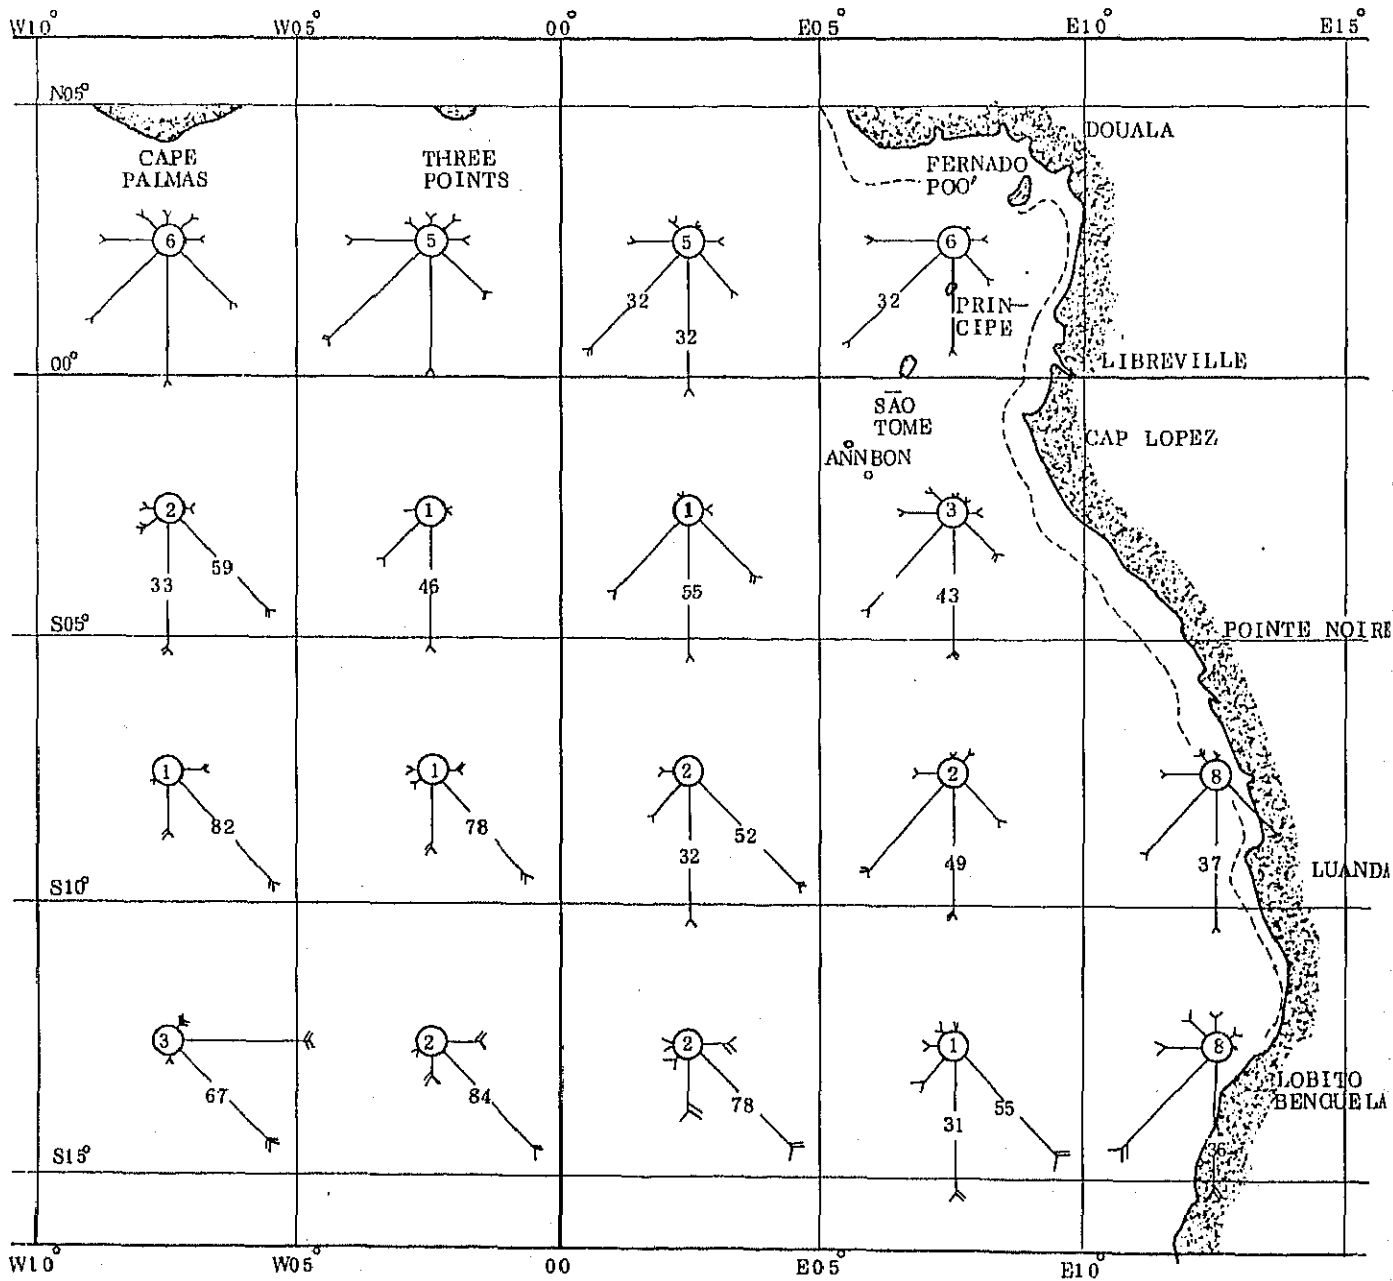 W10° W05° 00° E05° E10° E15°
N05°
DOUALA
CAPE
PALMAS
THREE
POINTS
FERNADO
POO'
6 5 5 6
32 32 32
PRIN-
CIPE
00°
LIBREVILLE
SÃO
TOME
CAP LOPEZ
ANNBON
2 1 1 3
33 59 46 55 43
S05°
POINTE NOIRE
1 1 2 2 8
82 78 32 52 49 37
LUANDA
S10°
3 2 2 1 8
67 84 78 31 55 36
LOBITO
BENGUELA
S15°
W10° W05° 00 E05° E10°